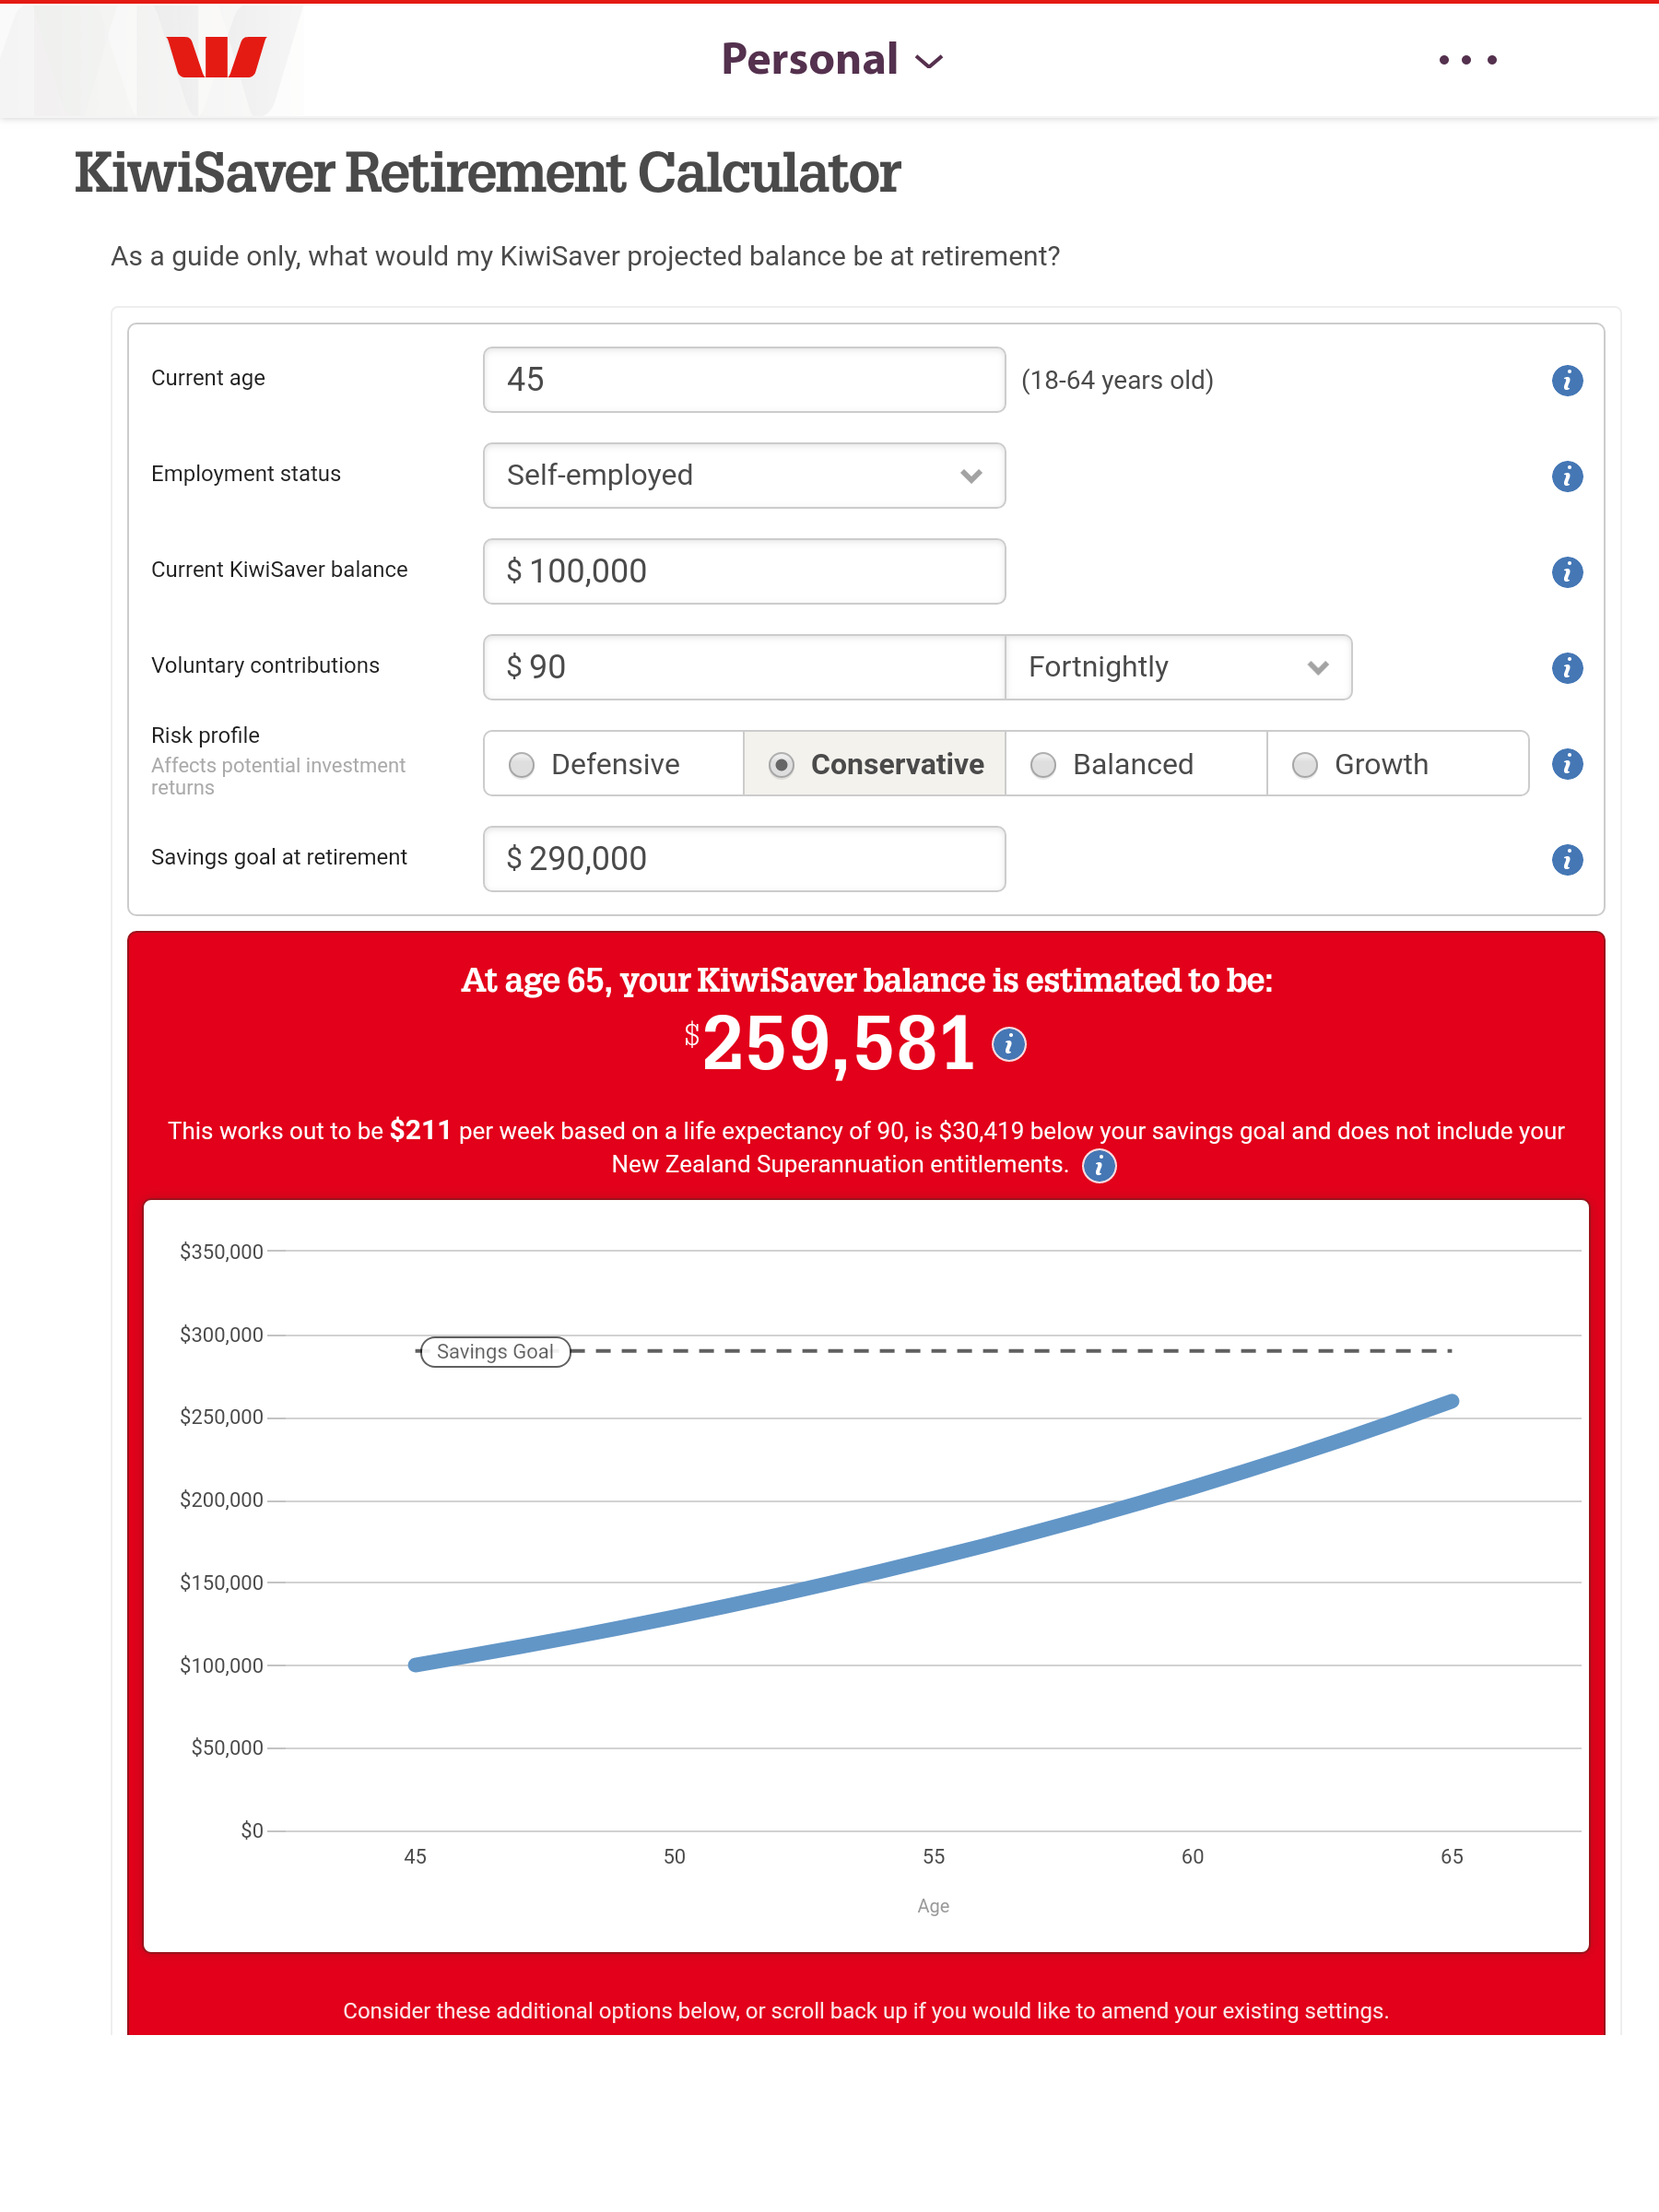 Personal
KiwiSaver Retirement Calculator
As a guide only, what would my KiwiSaver projected balance be at retirement?
Current age 45 (18-64 years old) i
Employment status Self-employed i
Current KiwiSaver balance $ 100,000 i
Voluntary contributions $ 90 Fortnightly i
Risk profile
Affects potential investment
returns
Defensive Conservative Balanced Growth i
Savings goal at retirement $ 290,000 i
At age 65, your KiwiSaver balance is estimated to be:
$259,581 i
This works out to be $211 per week based on a life expectancy of 90, is $30,419 below your savings goal and does not include your
New Zealand Superannuation entitlements. i
$350,000
$300,000
Savings Goal
$250,000
$200,000
$150,000
$100,000
$50,000
$0
45 50 55 60 65
Age
Consider these additional options below, or scroll back up if you would like to amend your existing settings.